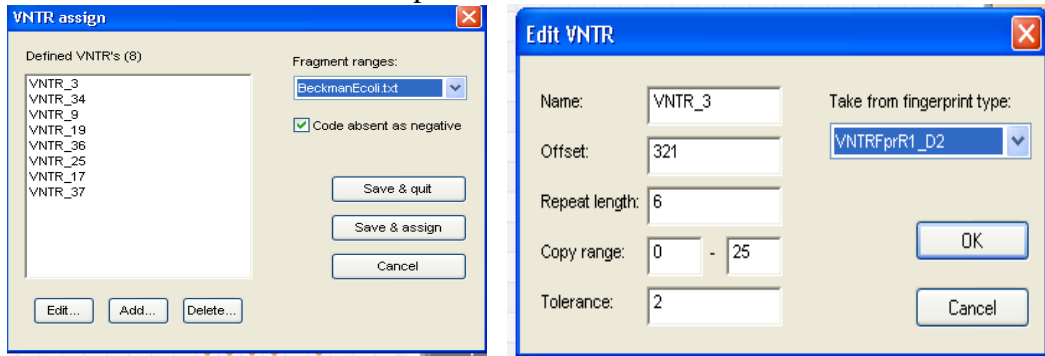 VNTR assign
Defined VNTR's (8)
VNTR_3
VNTR_34
VNTR_9
VNTR_19
VNTR_36
VNTR_25
VNTR_17
VNTR_37
Fragment ranges:
BeckmanEcoli.txt
Code absent as negative
Save & quit
Save & assign
Cancel
Edit...
Add...
Delete...
Edit VNTR
Name: VNTR_3
Offset: 321
Repeat length: 6
Copy range: 0 - 25
Tolerance: 2
Take from fingerprint type:
VNTRFprR1_D2
OK
Cancel